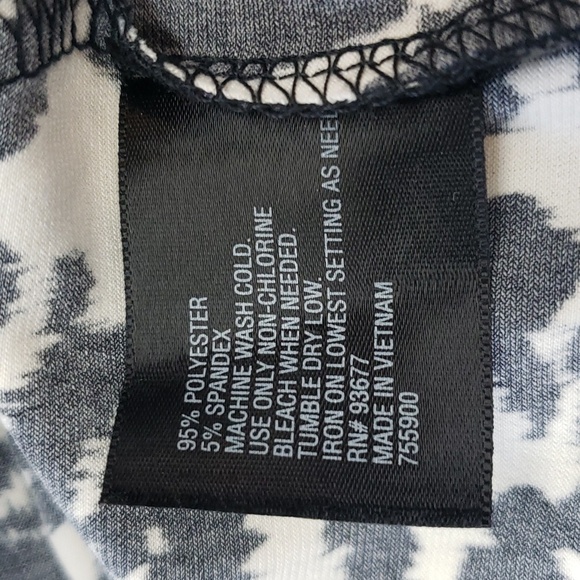 95% POLYESTER
5% SPANDEX
MACHINE WASH COLD.
USE ONLY NON-CHLORINE
BLEACH WHEN NEEDED.
TUMBLE DRY LOW.
IRON ON LOWEST SETTING AS
RN# 93677
MADE IN VIETNAM
755900